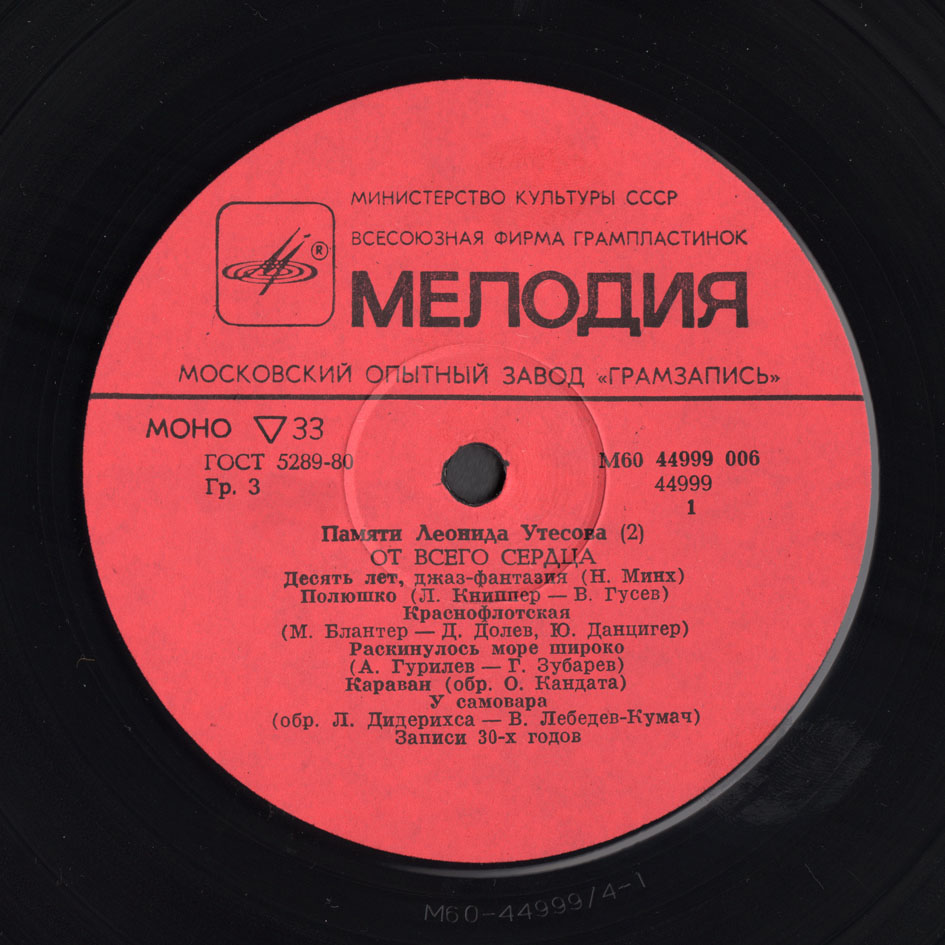 МИНИСТЕРСТВО КУЛЬТУРЫ СССР
ВСЕСОЮЗНАЯ ФИРМА ГРАМПЛАСТИНОК
®
МЕЛОДИЯ
МОСКОВСКИЙ ОПЫТНЫЙ ЗАВОД «ГРАМЗАПИСЬ»
МОНО ▽ 33
ГОСТ 5289-80
Гр. 3
М60 44999 006
44999
1
Памяти Леонида Утесова (2)
ОТ ВСЕГО СЕРДЦА
Десять лет, джаз-фантазия (Н. Минх)
Полюшко (Л. Книппер — В. Гусев)
Краснофлотская
(М. Блантер — Д. Долев, Ю. Данцигер)
Раскинулось море широко
(А. Гурилев — Г. Зубарев)
Караван (обр. О. Кандата)
У самовара
(обр. Л. Дидерихса — В. Лебедев-Кумач)
Записи 30-х годов
М60-44999/4-1